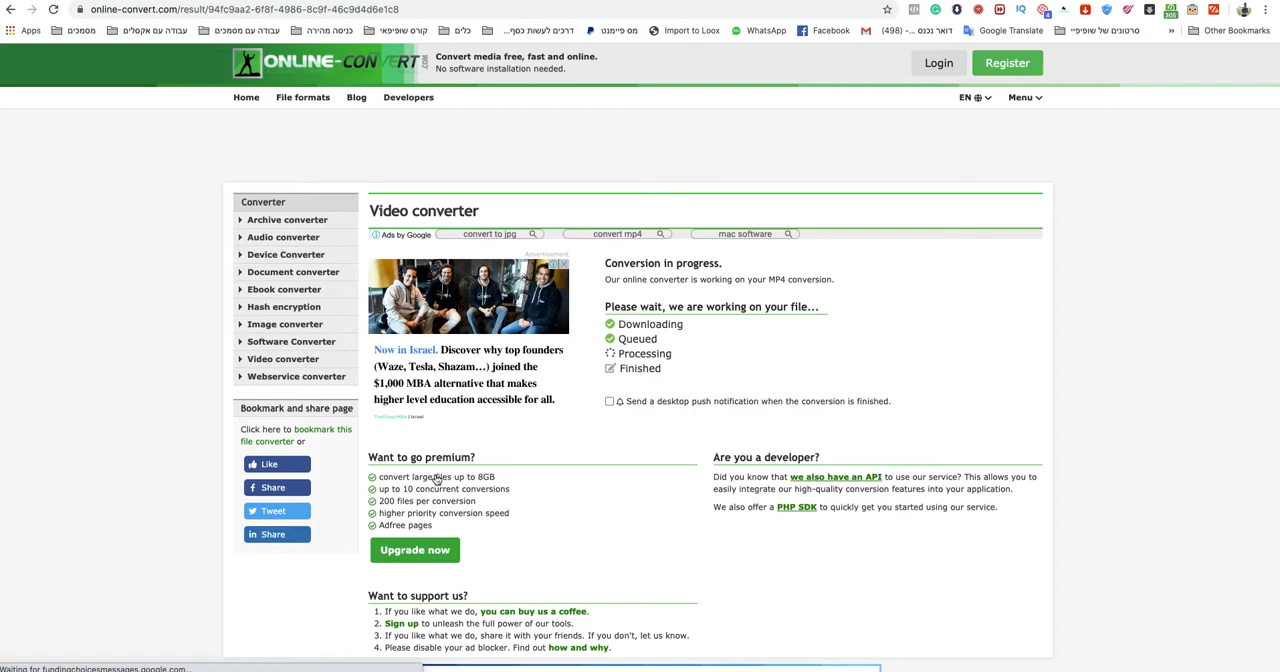 online-convert.com/result/94fc9aa2-6f8f-4986-8c9f-46c9d4d6e1c8
Apps מסמכים עבודה עם אקסלים עבודה עם מסמכים כניסה מהירה קורס שופיפאי כלים דרכים לעשות כסף... מס פיימנט Import to Loox WhatsApp Facebook דואר נכנס - (498)... Google Translate סרטונים של שופיפיי » Other Bookmarks
ONLINE-CONVERT.COM
Convert media free, fast and online.
No software installation needed.
Login Register
Home File formats Blog Developers EN Menu
Converter
Archive converter
Audio converter
Device Converter
Document converter
Ebook converter
Hash encryption
Image converter
Software Converter
Video converter
Webservice converter
Bookmark and share page
Click here to bookmark this
file converter or
Like
Share
Tweet
in Share
Video converter
Ads by Google convert to jpg convert mp4 mac software
Advertisement
Now in Israel. Discover why top founders
(Waze, Tesla, Shazam...) joined the
$1,000 MBA alternative that makes
higher level education accessible for all.
ThePowerMBA | Israel
Conversion in progress.
Our online converter is working on your MP4 conversion.
Please wait, we are working on your file...
Downloading
Queued
Processing
Finished
Send a desktop push notification when the conversion is finished.
Want to go premium?
convert large files up to 8GB
up to 10 concurrent conversions
200 files per conversion
higher priority conversion speed
Adfree pages
Upgrade now
Are you a developer?
Did you know that we also have an API to use our service? This allows you to
easily integrate our high-quality conversion features into your application.
We also offer a PHP SDK to quickly get you started using our service.
Want to support us?
1. If you like what we do, you can buy us a coffee.
2. Sign up to unleash the full power of our tools.
3. If you like what we do, share it with your friends. If you don't, let us know.
4. Please disable your ad blocker. Find out how and why.
Waiting for fundingchoicesmessages.google.com...